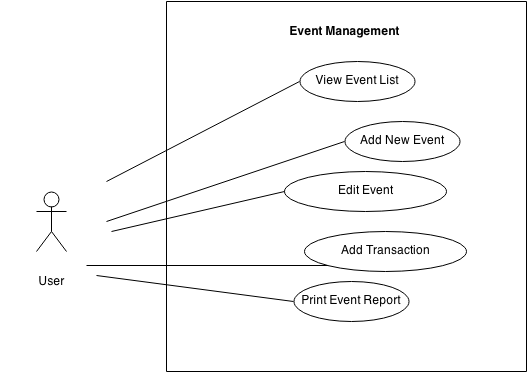 Event Management
View Event List
Add New Event
Edit Event
Add Transaction
User
Print Event Report